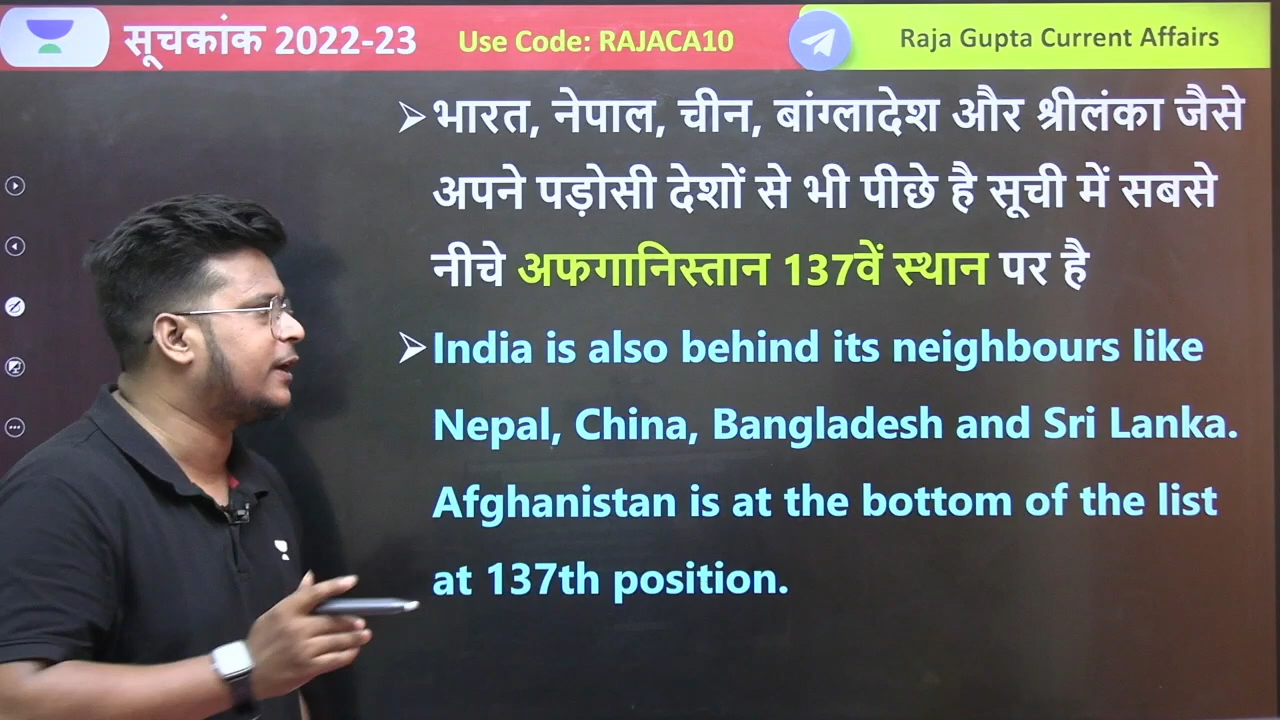 सूचकांक 2022-23
Use Code: RAJACA10
Raja Gupta Current Affairs
भारत, नेपाल, चीन, बांग्लादेश और श्रीलंका जैसे
अपने पड़ोसी देशों से भी पीछे है सूची में सबसे
नीचे अफगानिस्तान 137वें स्थान पर है
India is also behind its neighbours like
Nepal, China, Bangladesh and Sri Lanka.
Afghanistan is at the bottom of the list
at 137th position.